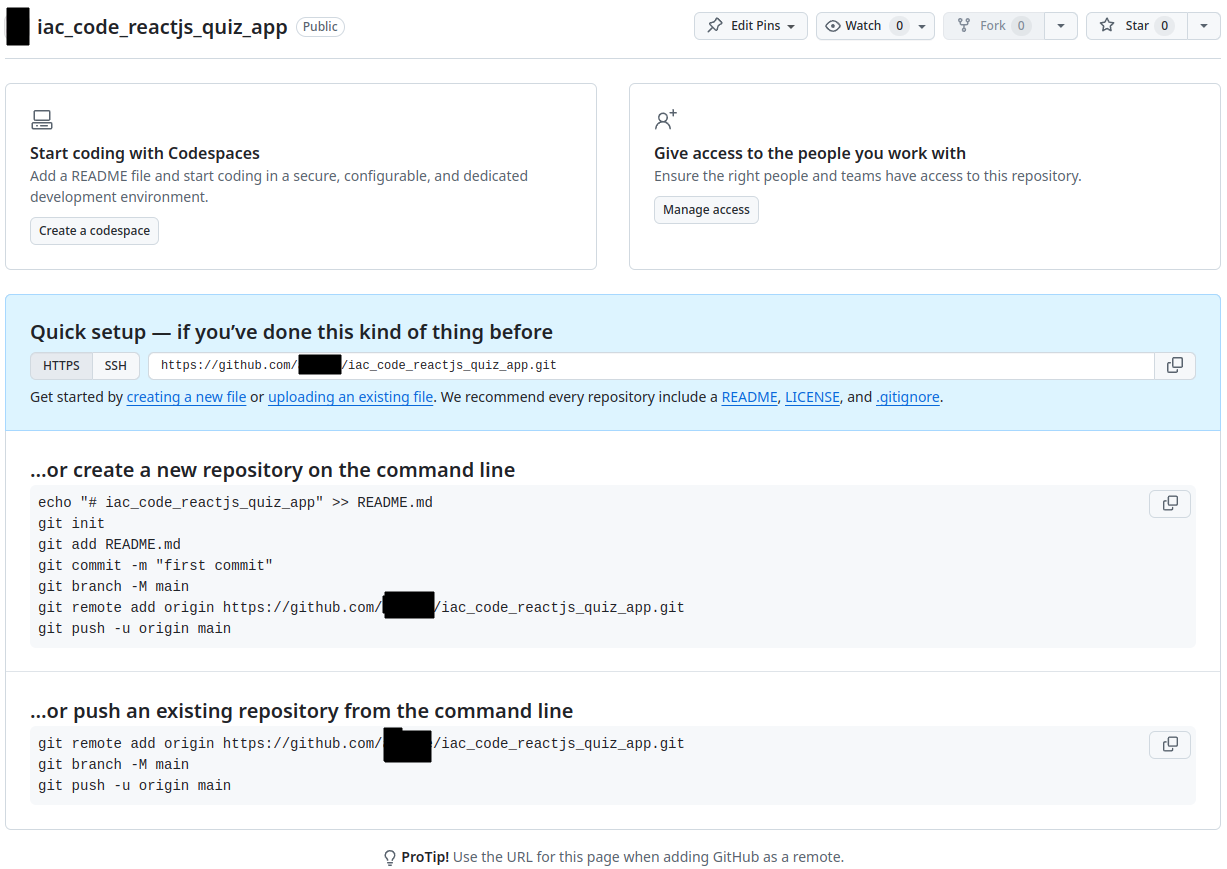 iac_code_reactjs_quiz_app Public Edit Pins Watch 0 Fork 0 Star 0
Start coding with Codespaces
Add a README file and start coding in a secure, configurable, and dedicated
development environment.
Create a codespace
Give access to the people you work with
Ensure the right people and teams have access to this repository.
Manage access
Quick setup — if you’ve done this kind of thing before
HTTPS SSH https://github.com/ /iac_code_reactjs_quiz_app.git
Get started by creating a new file or uploading an existing file. We recommend every repository include a README, LICENSE, and .gitignore.
…or create a new repository on the command line
echo "# iac_code_reactjs_quiz_app" >> README.md
git init
git add README.md
git commit -m "first commit"
git branch -M main
git remote add origin https://github.com/ /iac_code_reactjs_quiz_app.git
git push -u origin main
…or push an existing repository from the command line
git remote add origin https://github.com/ /iac_code_reactjs_quiz_app.git
git branch -M main
git push -u origin main
ProTip! Use the URL for this page when adding GitHub as a remote.